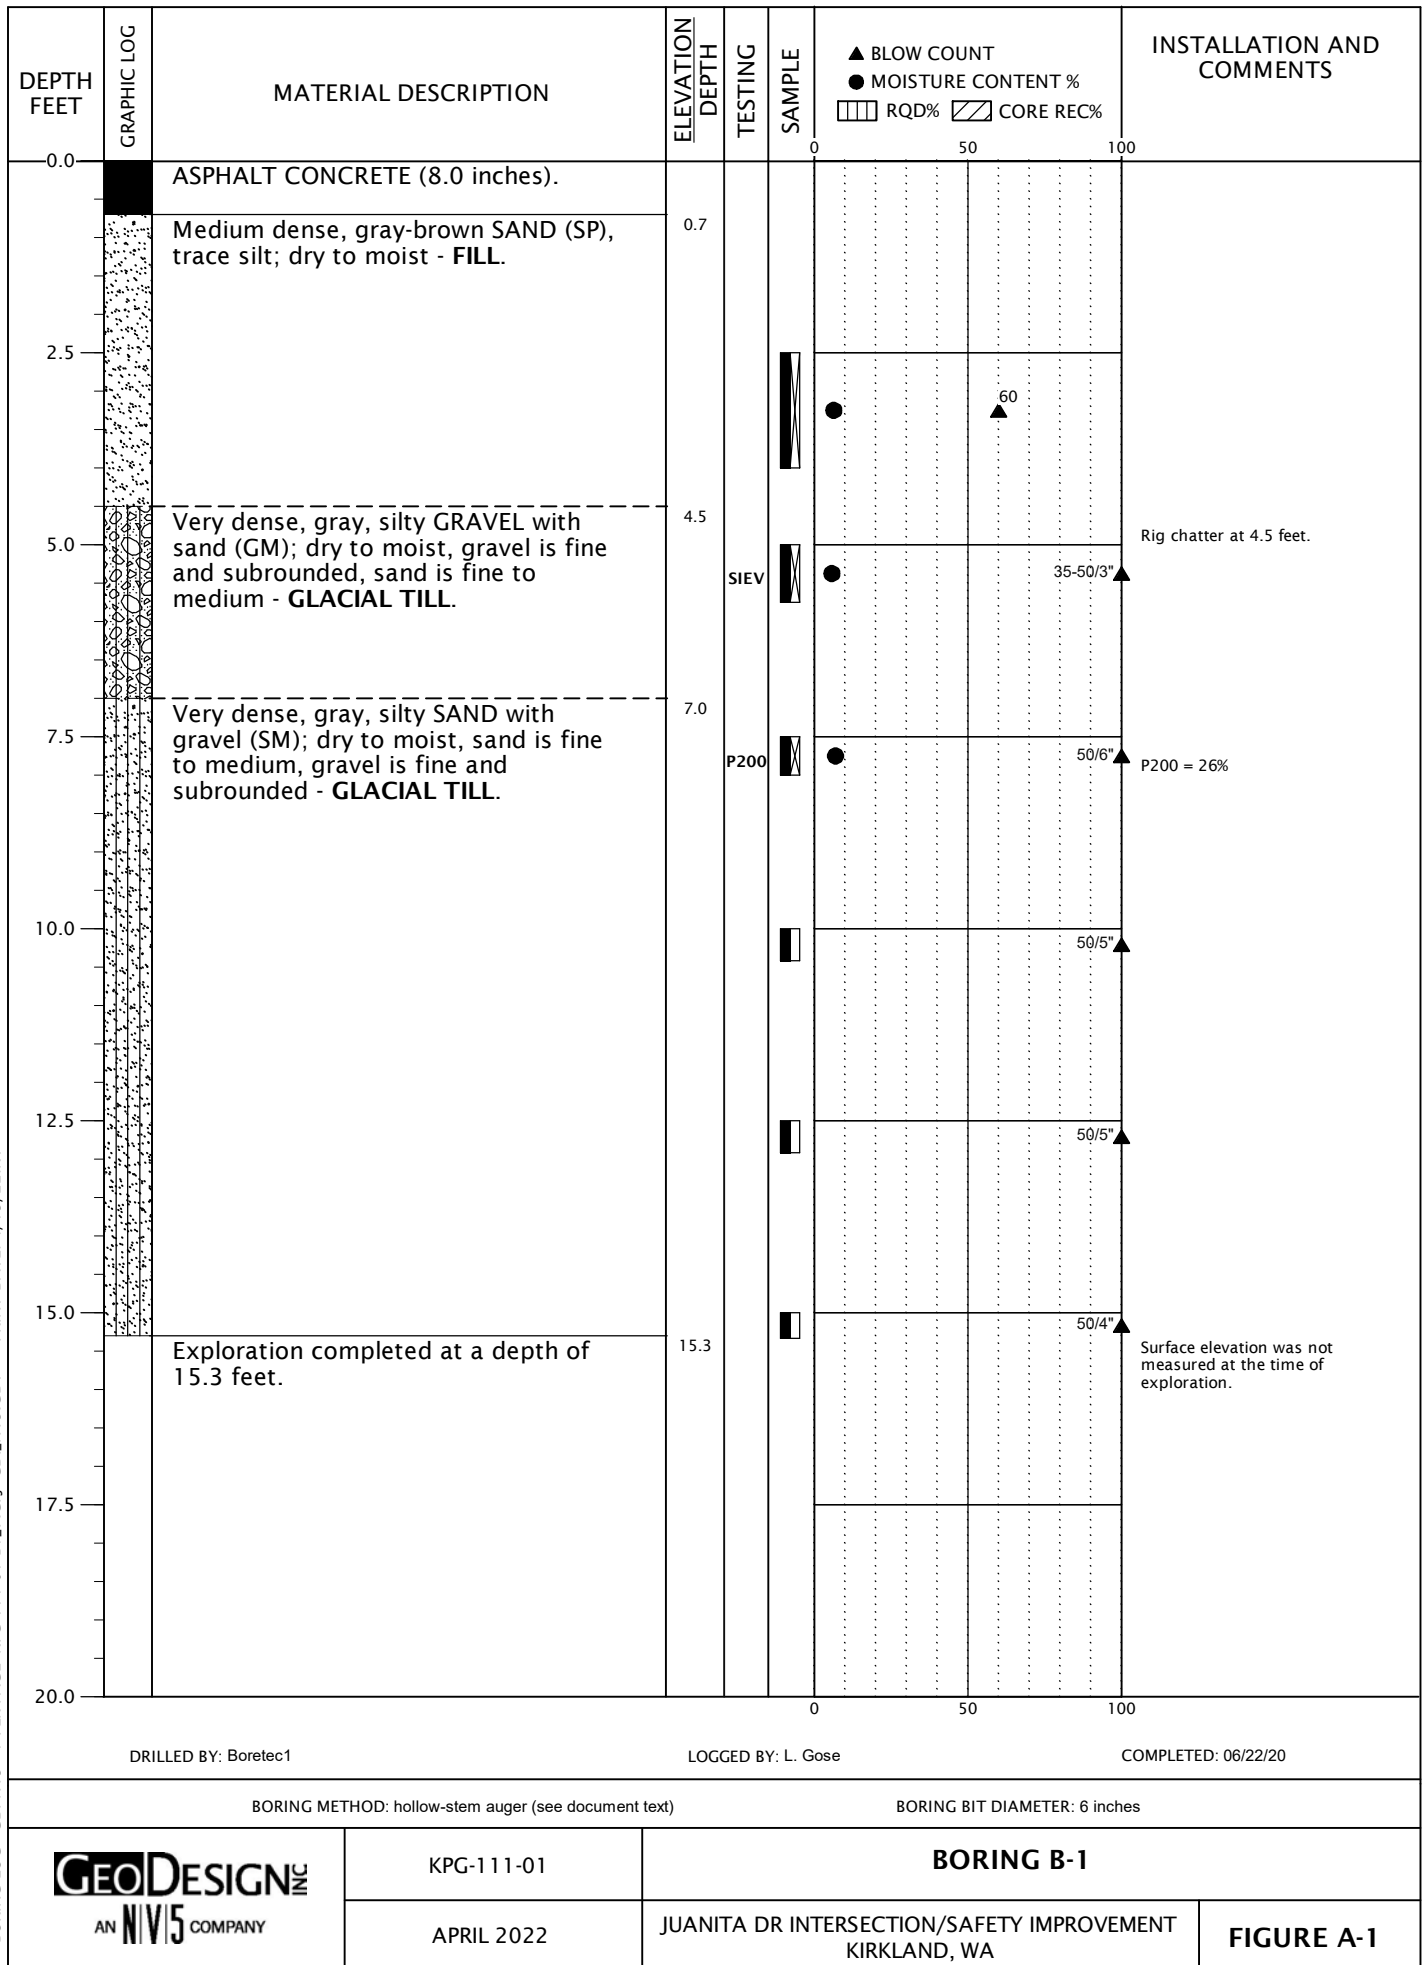 DEPTH
FEET
GRAPHIC LOG
MATERIAL DESCRIPTION
ELEVATION
DEPTH
TESTING
SAMPLE
▲ BLOW COUNT
● MOISTURE CONTENT %
RQD% CORE REC%
INSTALLATION AND
COMMENTS
0 50 100
0.0
ASPHALT CONCRETE (8.0 inches).
Medium dense, gray-brown SAND (SP),
trace silt; dry to moist - FILL.
0.7
2.5
60
Very dense, gray, silty GRAVEL with
sand (GM); dry to moist, gravel is fine
and subrounded, sand is fine to
medium - GLACIAL TILL.
4.5
5.0
Rig chatter at 4.5 feet.
SIEV
35-50/3"
Very dense, gray, silty SAND with
gravel (SM); dry to moist, sand is fine
to medium, gravel is fine and
subrounded - GLACIAL TILL.
7.0
7.5
P200
50/6"
P200 = 26%
10.0
50/5"
12.5
50/5"
15.0
50/4"
Exploration completed at a depth of
15.3 feet.
15.3
Surface elevation was not
measured at the time of
exploration.
17.5
20.0
0 50 100
DRILLED BY: Boretec1
LOGGED BY: L. Gose
COMPLETED: 06/22/20
BORING METHOD: hollow-stem auger (see document text)
BORING BIT DIAMETER: 6 inches
GEODESIGN INC
AN NV5 COMPANY
KPG-111-01
APRIL 2022
BORING B-1
JUANITA DR INTERSECTION/SAFETY IMPROVEMENT
KIRKLAND, WA
FIGURE A-1